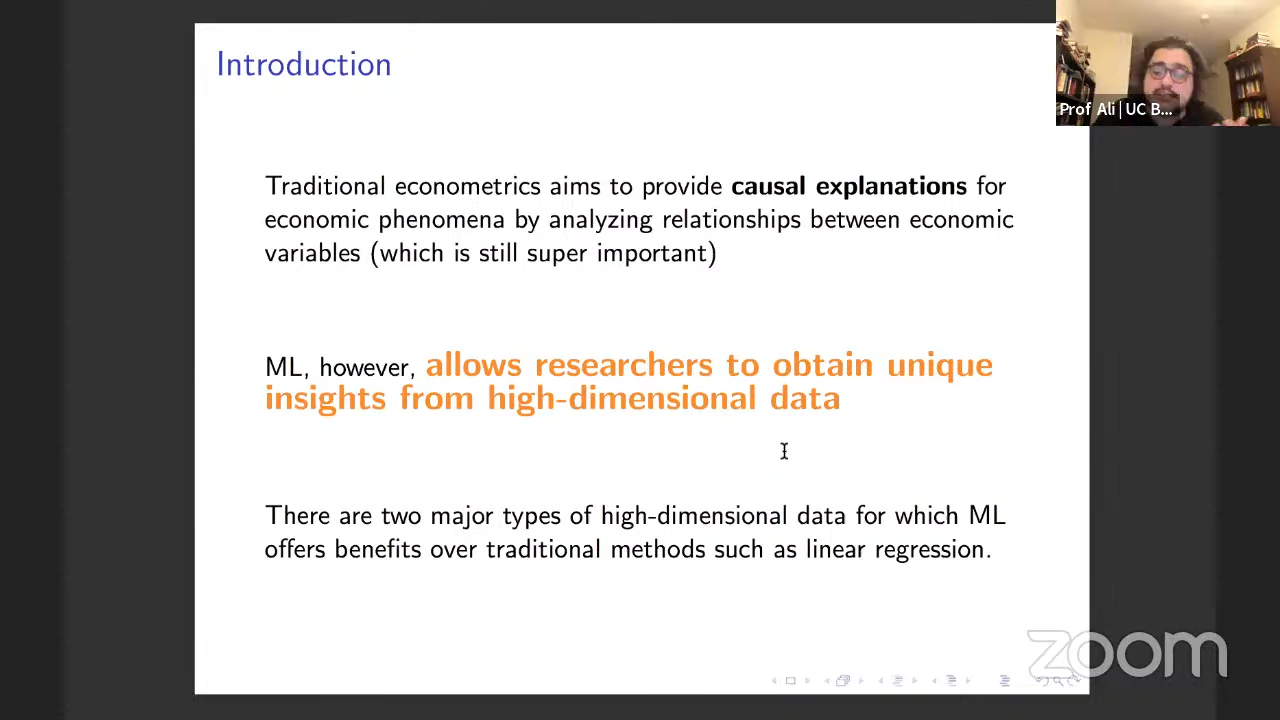 Introduction
Prof Ali | UC B...
Traditional econometrics aims to provide causal explanations for
economic phenomena by analyzing relationships between economic
variables (which is still super important)
ML, however, allows researchers to obtain unique
insights from high-dimensional data
There are two major types of high-dimensional data for which ML
offers benefits over traditional methods such as linear regression.
zoom